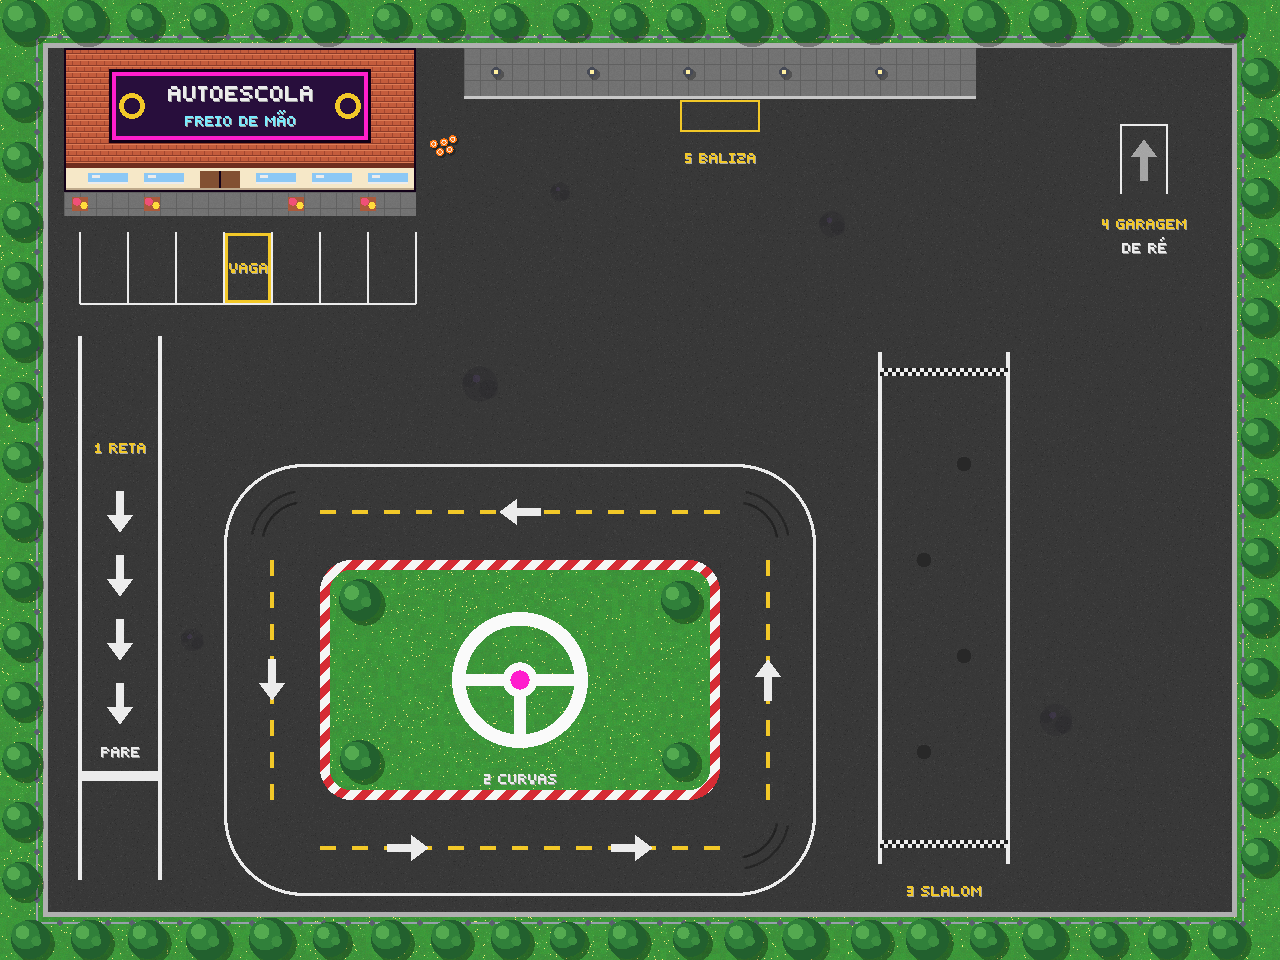 AUTOESCOLA
FREIO DE MÃO
5 BALIZA
4 GARAGEM
DE RÉ
VAGA
1 RETA
PARE
2 CURVAS
3 SLALOM